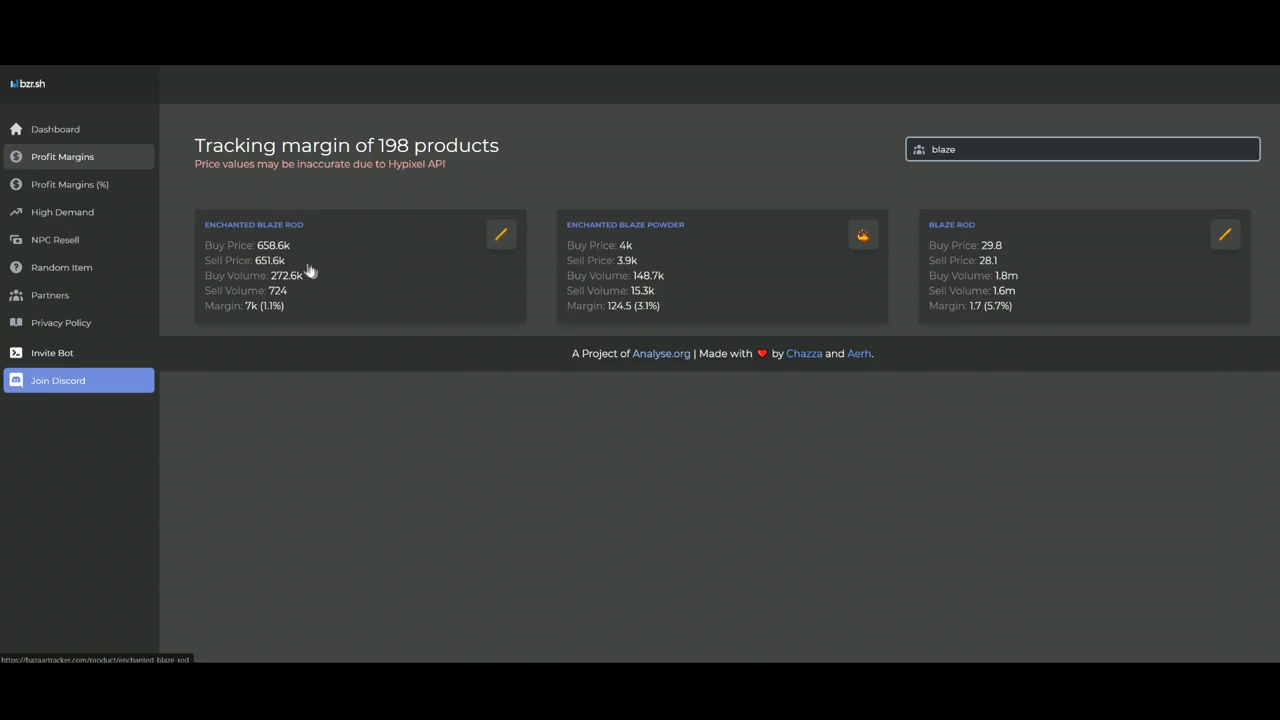 bzr.sh
Dashboard
Profit Margins
Profit Margins (%)
High Demand
NPC Resell
Random Item
Partners
Privacy Policy
Invite Bot
Join Discord
Tracking margin of 198 products
Price values may be inaccurate due to Hypixel API
blaze
ENCHANTED BLAZE ROD
Buy Price: 658.6k
Sell Price: 651.6k
Buy Volume: 272.6k
Sell Volume: 724
Margin: 7k (1.1%)
ENCHANTED BLAZE POWDER
Buy Price: 4k
Sell Price: 3.9k
Buy Volume: 148.7k
Sell Volume: 15.3k
Margin: 124.5 (3.1%)
BLAZE ROD
Buy Price: 29.8
Sell Price: 28.1
Buy Volume: 1.8m
Sell Volume: 1.6m
Margin: 1.7 (5.7%)
A Project of Analyse.org | Made with ❤ by Chazza and Aerh.
https://bazaartracker.com/product/enchanted_blaze_rod